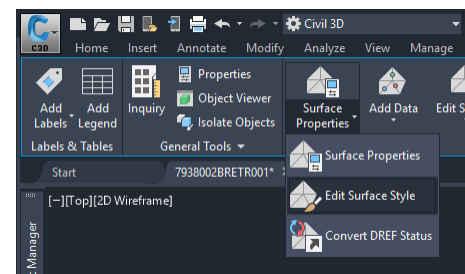 C3D
Civil 3D
Home Insert Annotate Modify Analyze View Manage
Add Labels
Add Legend
Inquiry
Properties
Object Viewer
Isolate Objects
Surface Properties
Add Data
Edit S
Labels & Tables
General Tools
Surface Properties
Edit Surface Style
Convert DREF Status
Start
7938002BRETR001*
[−][Top][2D Wireframe]
Manager